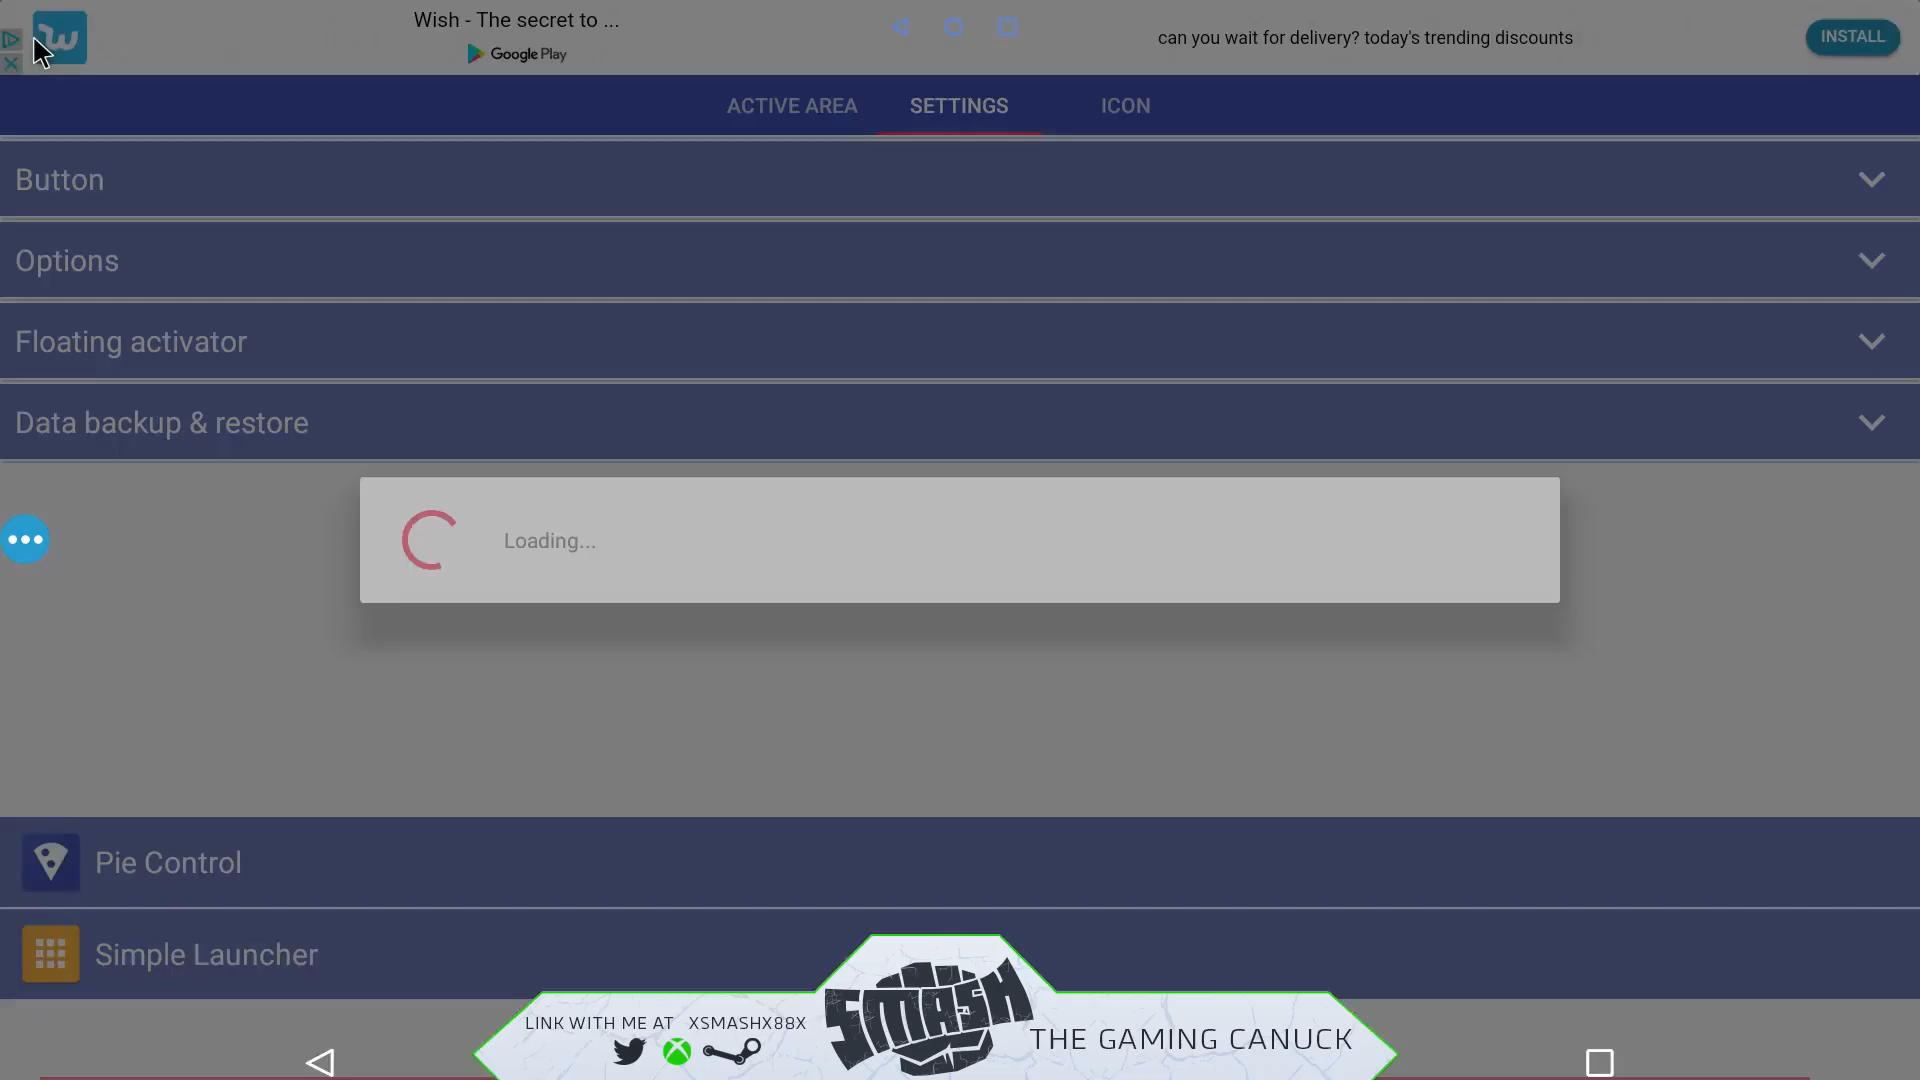 Wish - The secret to ...
Google Play
can you wait for delivery? today's trending discounts
INSTALL
ACTIVE AREA
SETTINGS
ICON
Button
Options
Floating activator
Data backup & restore
Loading...
Pie Control
Simple Launcher
LINK WITH ME AT XSMASHX88X
SMASH
THE GAMING CANUCK